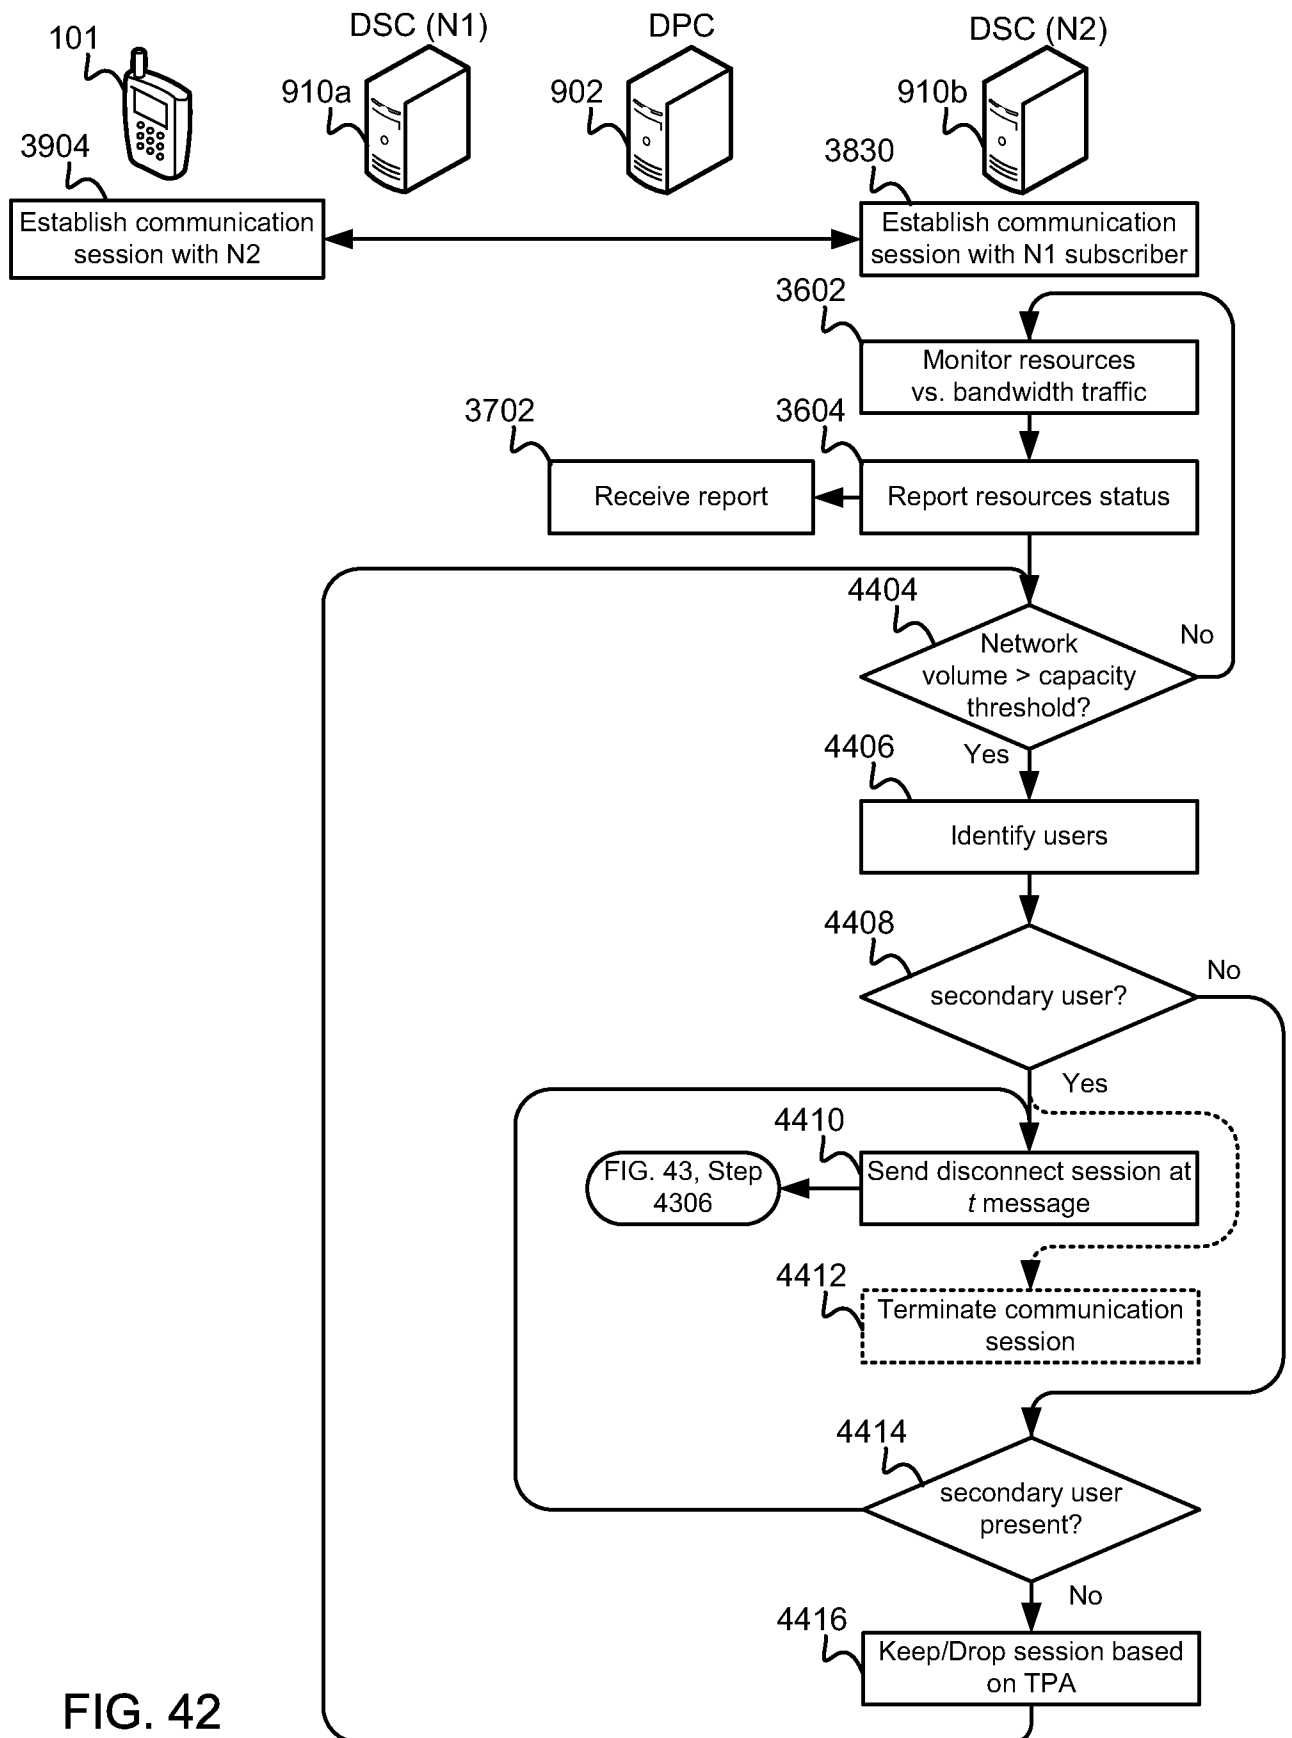 101
DSC (N1)
DPC
DSC (N2)
910a
902
910b
3904
3830
Establish communication
session with N2
Establish communication
session with N1 subscriber
3602
Monitor resources
vs. bandwidth traffic
3702
3604
Receive report
Report resources status
4404
Network
volume > capacity
threshold?
No
Yes
4406
Identify users
4408
secondary user?
No
Yes
4410
Send disconnect session at
t message
FIG. 43, Step
4306
4412
Terminate communication
session
4414
secondary user
present?
No
4416
Keep/Drop session based
on TPA
FIG. 42